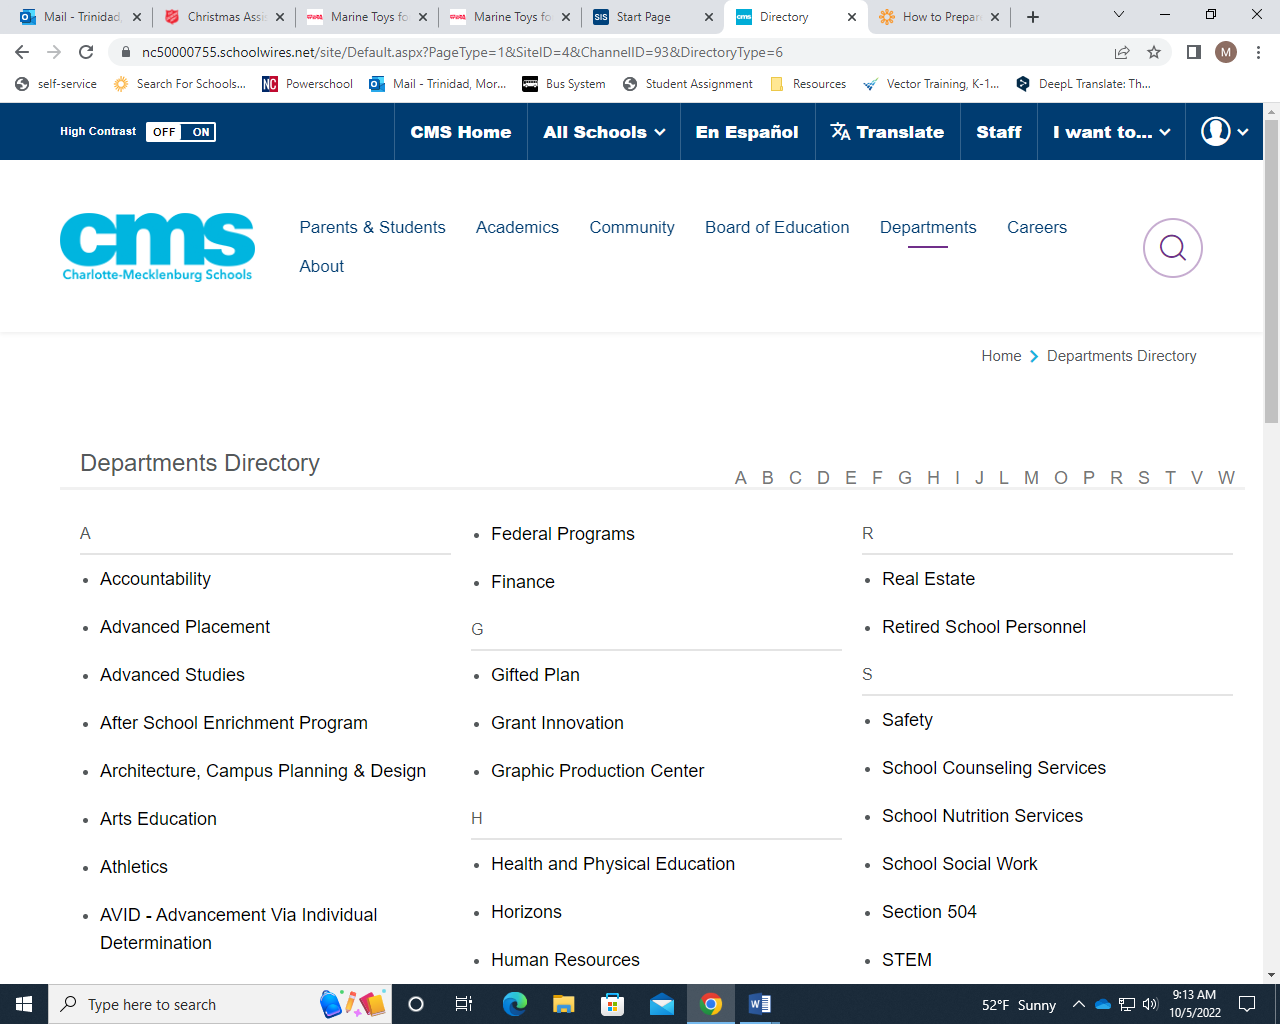 Mail - Trinidad,
Christmas Assi
Marine Toys fo
Marine Toys fo
SIS Start Page
cms Directory
How to Prepar
nc50000755.schoolwires.net/site/Default.aspx?PageType=1&SiteID=4&ChannelID=93&DirectoryType=6
M
self-service
Search For Schools...
NC Powerschool
Mail - Trinidad, Mor...
Bus System
Student Assignment
Resources
Vector Training, K-1...
DeepL Translate: Th...
High Contrast OFF ON
CMS Home
All Schools
En Español
Translate
Staff
I want to...
cms
Charlotte-Mecklenburg Schools
Parents & Students
Academics
Community
Board of Education
Departments
Careers
About
Home > Departments Directory
Departments Directory
A B C D E F G H I J L M O P R S T V W
A
• Accountability
• Advanced Placement
• Advanced Studies
• After School Enrichment Program
• Architecture, Campus Planning & Design
• Arts Education
• Athletics
• AVID - Advancement Via Individual
Determination
• Federal Programs
• Finance
G
• Gifted Plan
• Grant Innovation
• Graphic Production Center
H
• Health and Physical Education
• Horizons
• Human Resources
R
• Real Estate
• Retired School Personnel
S
• Safety
• School Counseling Services
• School Nutrition Services
• School Social Work
• Section 504
• STEM
Type here to search
52°F Sunny
9:13 AM
10/5/2022